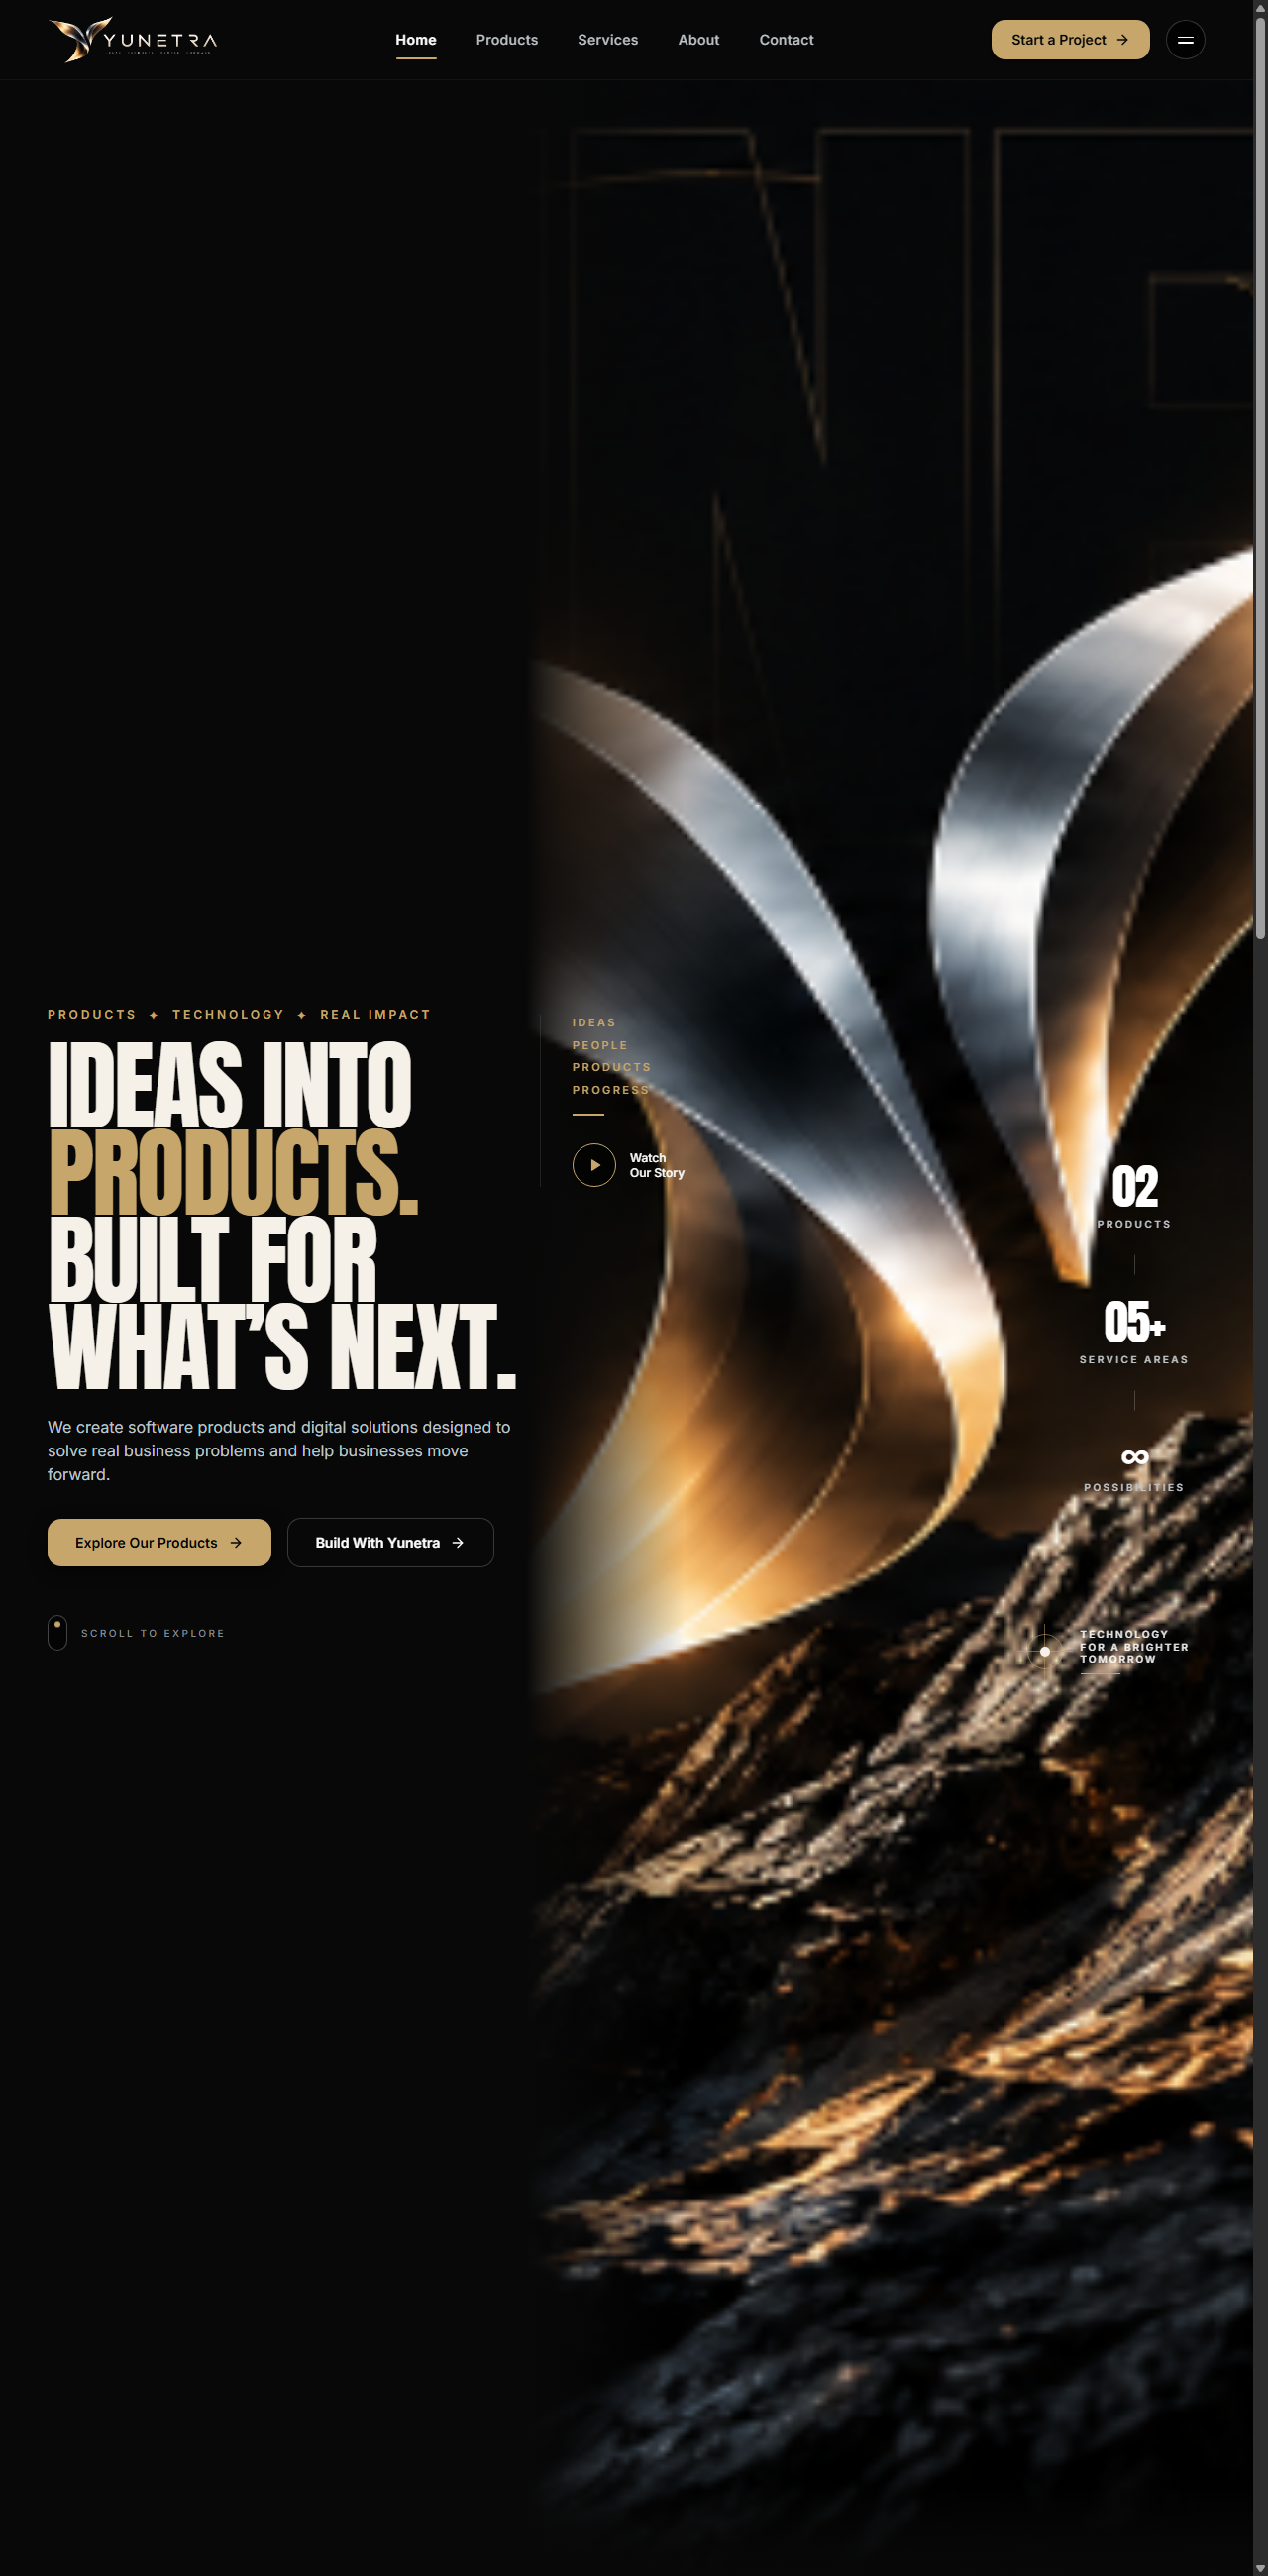 YUNETRA
Home
Products
Services
About
Contact
Start a Project
PRODUCTS ✦ TECHNOLOGY ✦ REAL IMPACT
IDEAS INTO
PRODUCTS.
BUILT FOR
WHAT’S NEXT.
We create software products and digital solutions designed to
solve real business problems and help businesses move
forward.
Explore Our Products
Build With Yunetra
SCROLL TO EXPLORE
IDEAS
PEOPLE
PRODUCTS
PROGRESS
Watch
Our Story
02
PRODUCTS
05+
SERVICE AREAS
∞
POSSIBILITIES
TECHNOLOGY
FOR A BRIGHTER
TOMORROW